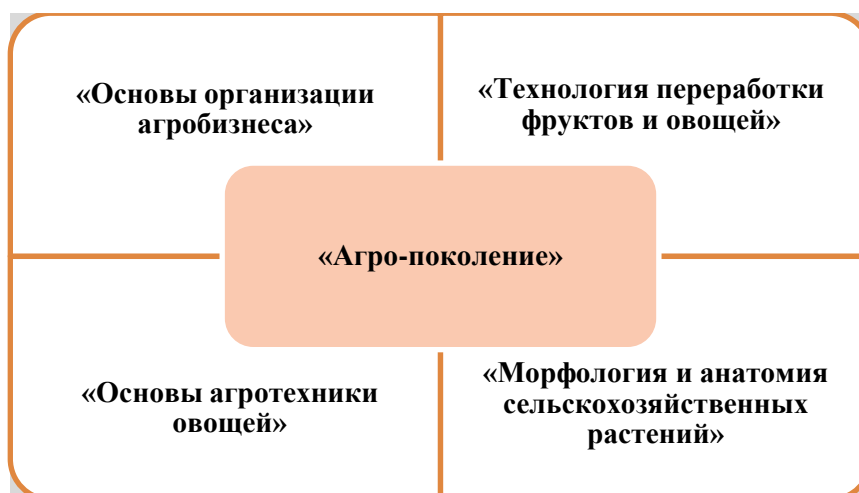 «Основы организации
агробизнеса»
«Технология переработки
фруктов и овощей»
«Агро-поколение»
«Основы агротехники
овощей»
«Морфология и анатомия
сельскохозяйственных
растений»